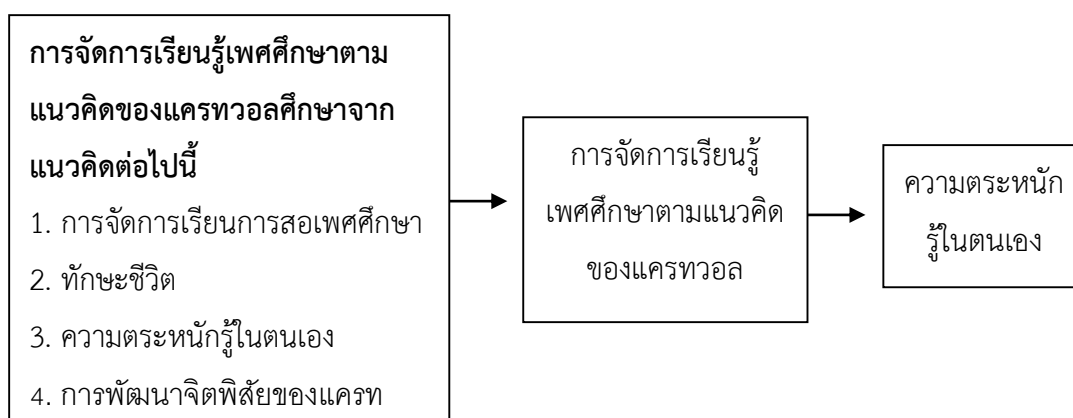 การจัดการเรียนรู้เพศศึกษาตาม
แนวคิดของแครทวอลศึกษาจาก
แนวคิดต่อไปนี้
1. การจัดการเรียนการสอเพศศึกษา
2. ทักษะชีวิต
3. ความตระหนักรู้ในตนเอง
4. การพัฒนาจิตพิสัยของแครท
การจัดการเรียนรู้
เพศศึกษาตามแนวคิด
ของแครทวอล
ความตระหนัก
รู้ในตนเอง